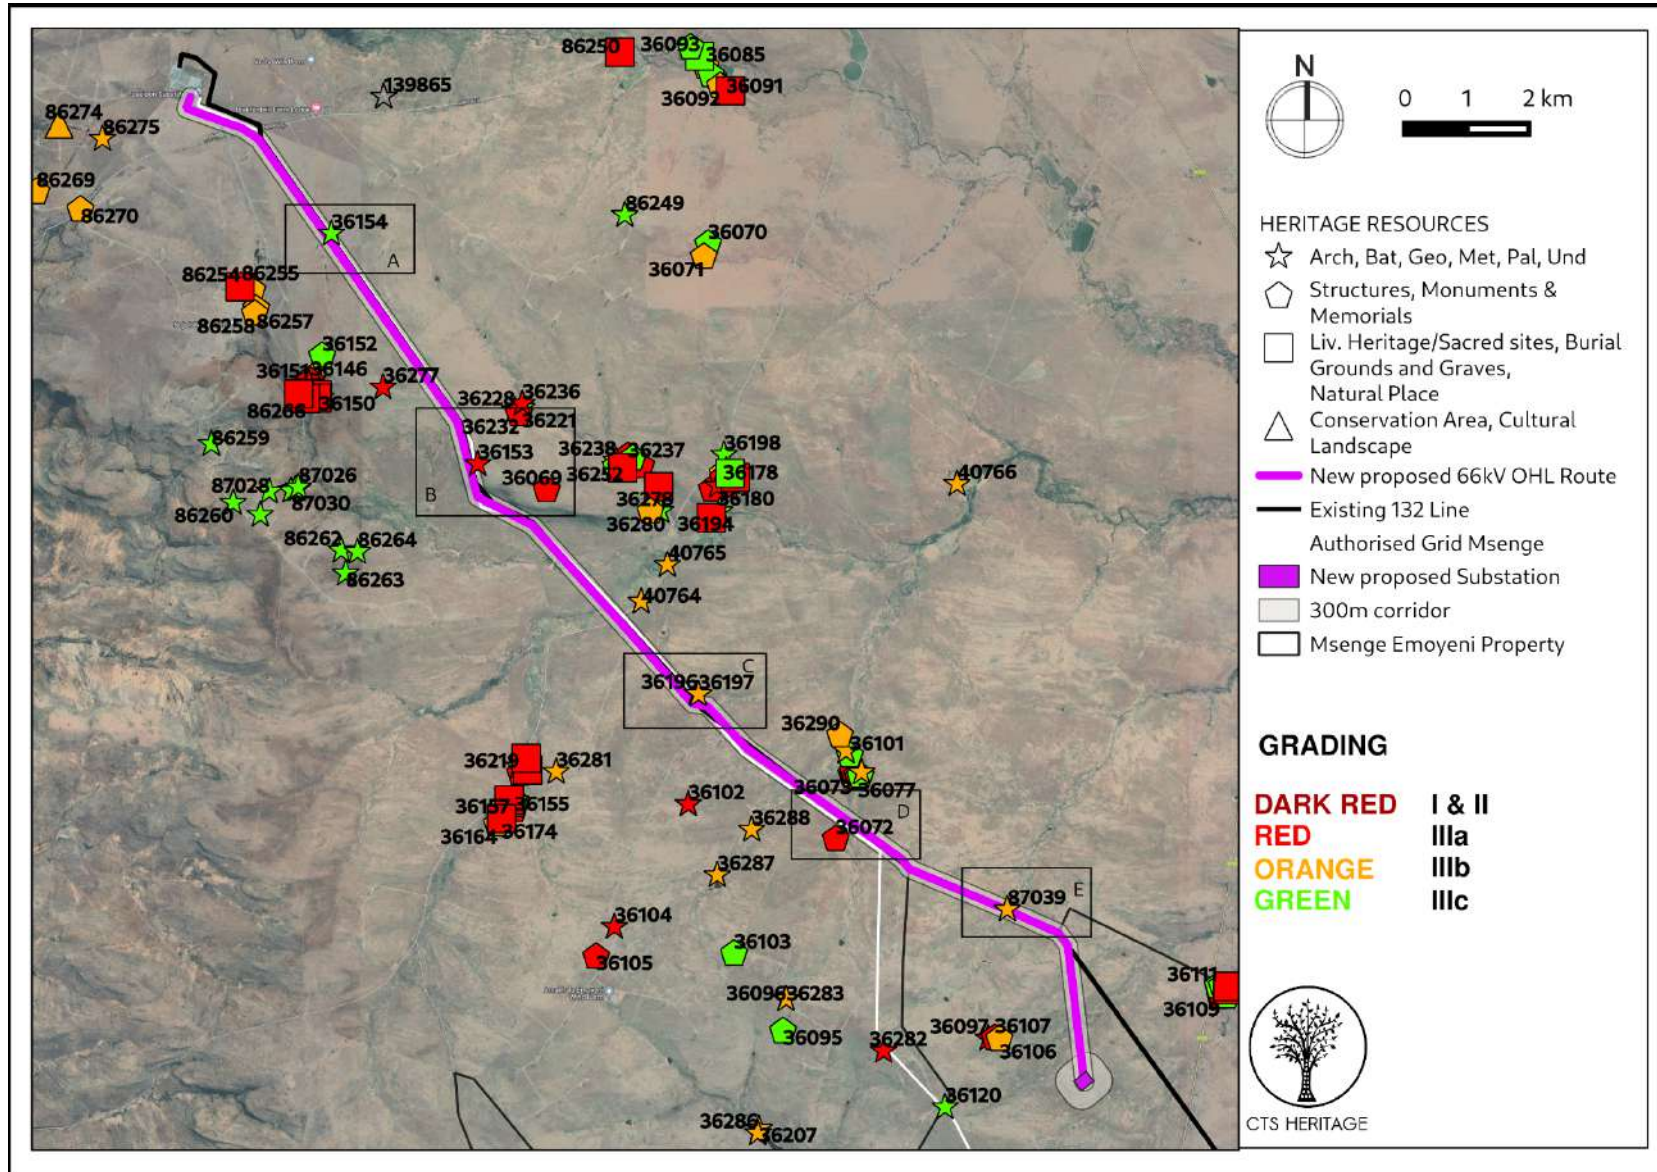 86250
36093
36085
36091
36092
139865
86274
86275
86269
86270
86249
36154
A
36070
36071
86254
86255
86258
86257
36152
36151
36146
36150
86268
36277
36228
36236
36232
36221
36153
36069
B
86259
87028
87026
87030
86260
86262
86264
86263
36238
36237
36252
36278
36280
36198
36178
36180
36194
40766
40765
40764
C
36196
36197
36290
36101
36073
36077
D
36072
36219
36281
36157
36155
36164
36174
36102
36288
36287
87039
E
36104
36105
36103
36096
36283
36095
36282
36097
36107
36106
36111
36109
36120
36286
36207
N
0 1 2 km
HERITAGE RESOURCES
Arch, Bat, Geo, Met, Pal, Und
Structures, Monuments &
Memorials
Liv. Heritage/Sacred sites, Burial
Grounds and Graves,
Natural Place
Conservation Area, Cultural
Landscape
New proposed 66kV OHL Route
Existing 132 Line
Authorised Grid Msenge
New proposed Substation
300m corridor
Msenge Emoyeni Property
GRADING
DARK RED I & II
RED IIIa
ORANGE IIIb
GREEN IIIc
CTS HERITAGE